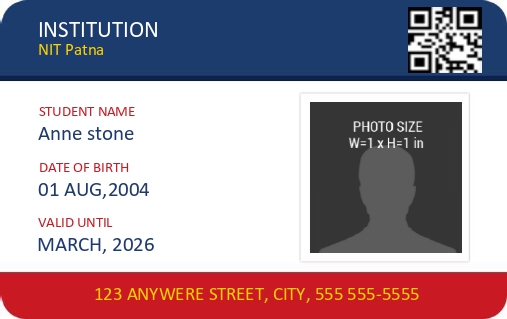 INSTITUTION
NIT Patna
STUDENT NAME
Anne stone
DATE OF BIRTH
01 AUG,2004
VALID UNTIL
MARCH, 2026
PHOTO SIZE
W=1 x H=1 in
123 ANYWERE STREET, CITY, 555 555-5555